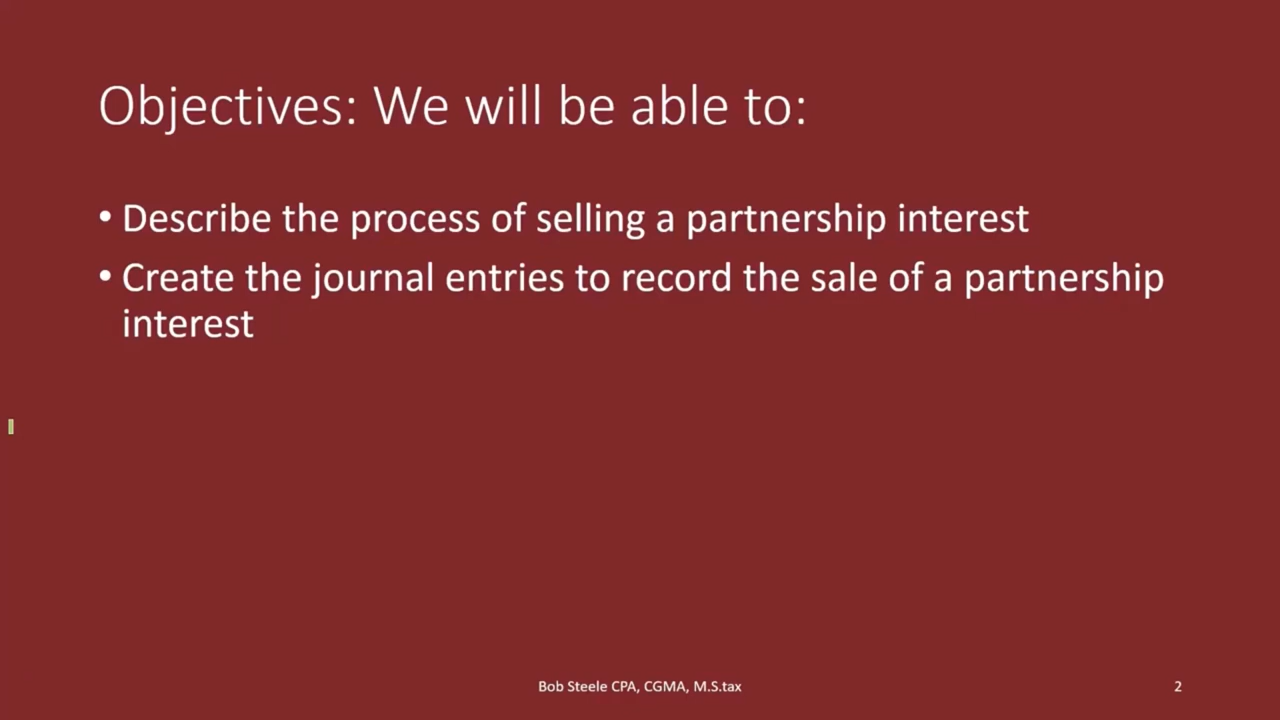 Objectives: We will be able to:
• Describe the process of selling a partnership interest
• Create the journal entries to record the sale of a partnership
interest
Bob Steele CPA, CGMA, M.S.tax
2